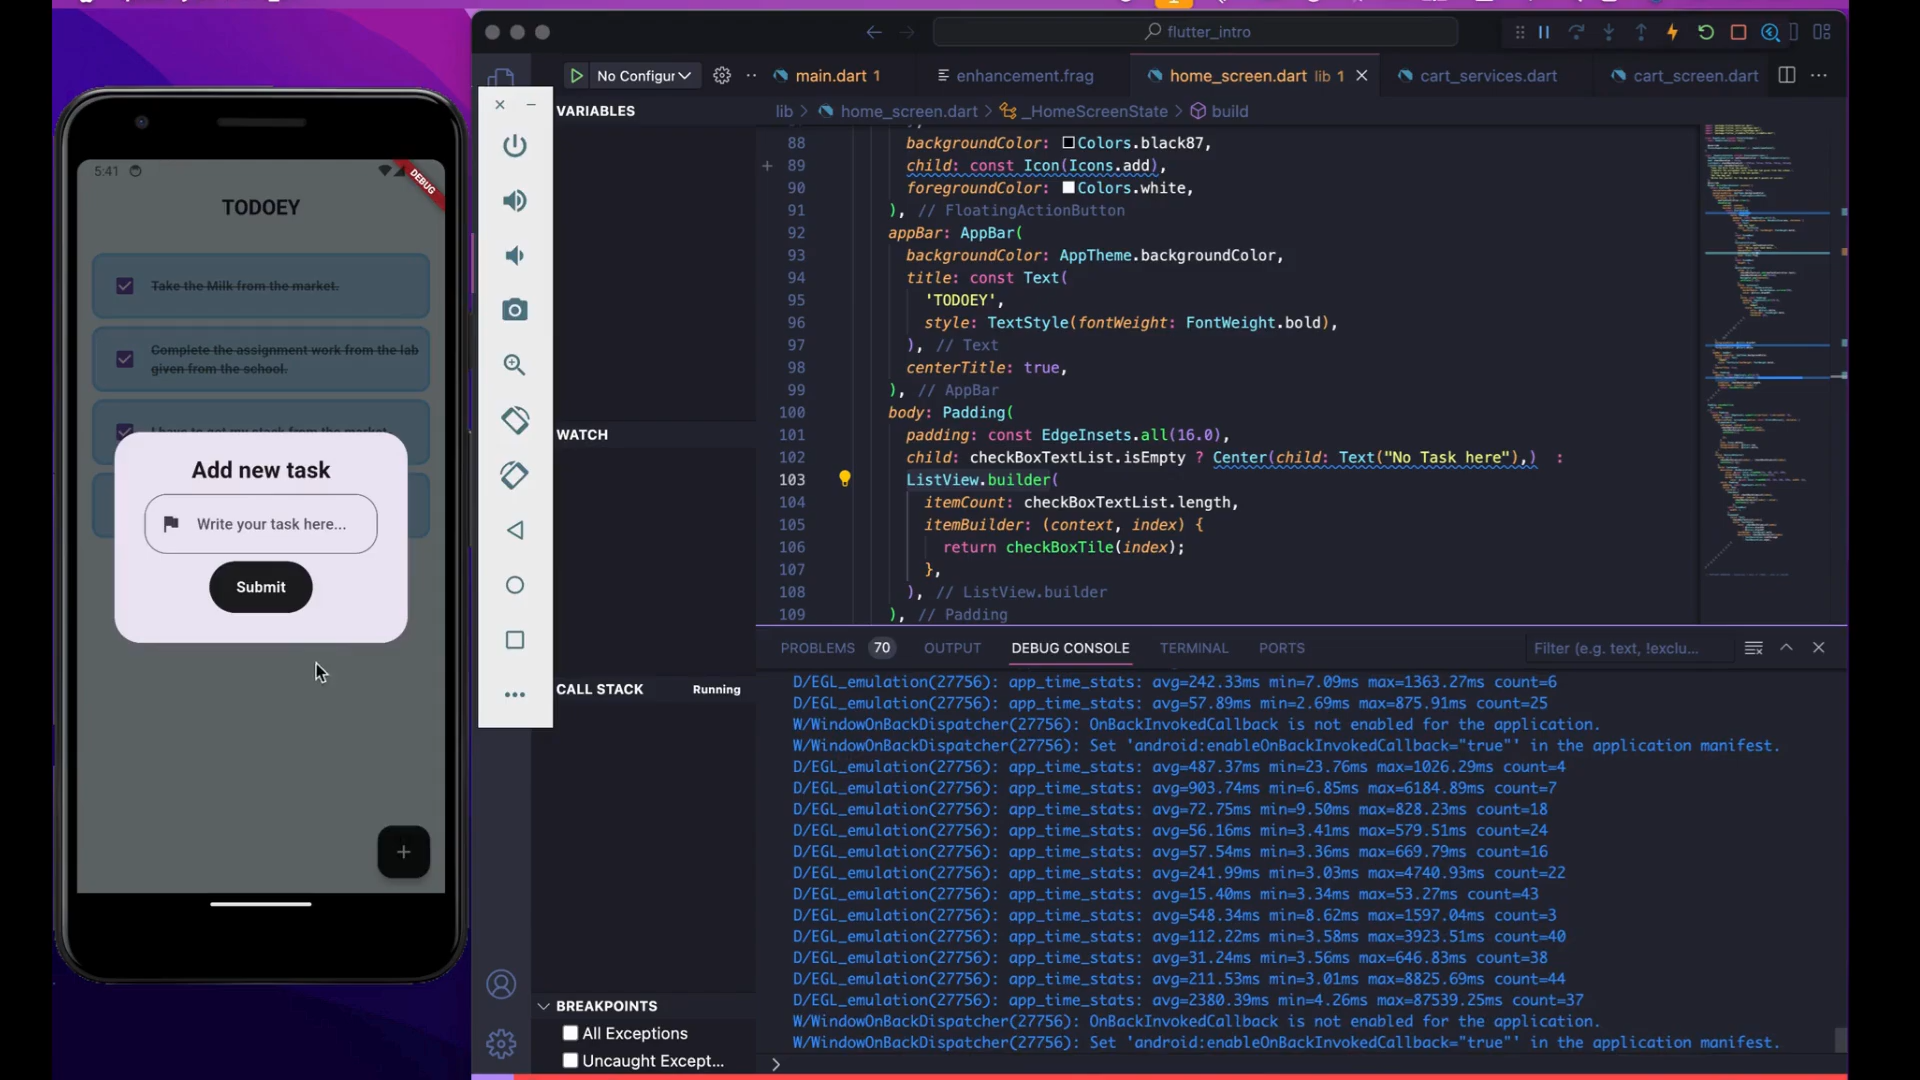 5:41
DEBUG
TODOEY
Take the Milk from the market.
Complete the assignment work from the lab
given from the school.
Add new task
Write your task here...
Submit
+
flutter_intro
No Configur
main.dart 1
enhancement.frag
home_screen.dart lib 1
cart_services.dart
cart_screen.dart
VARIABLES
WATCH
CALL STACK
Running
BREAKPOINTS
All Exceptions
Uncaught Except...
lib > home_screen.dart > _HomeScreenState > build
88 backgroundColor: Colors.black87,
89 child: const Icon(Icons.add),
90 foregroundColor: Colors.white,
91 ), // FloatingActionButton
92 appBar: AppBar(
93 backgroundColor: AppTheme.backgroundColor,
94 title: const Text(
95 'TODOEY',
96 style: TextStyle(fontWeight: FontWeight.bold),
97 ), // Text
98 centerTitle: true,
99 ), // AppBar
100 body: Padding(
101 padding: const EdgeInsets.all(16.0),
102 child: checkBoxTextList.isEmpty ? Center(child: Text("No Task here"),) :
103 ListView.builder(
104 itemCount: checkBoxTextList.length,
105 itemBuilder: (context, index) {
106 return checkBoxTile(index);
107 },
108 ), // ListView.builder
109 ), // Padding
PROBLEMS 70 OUTPUT DEBUG CONSOLE TERMINAL PORTS
Filter (e.g. text, !exclu...
D/EGL_emulation(27756): app_time_stats: avg=242.33ms min=7.09ms max=1363.27ms count=6
D/EGL_emulation(27756): app_time_stats: avg=57.89ms min=2.69ms max=875.91ms count=25
W/WindowOnBackDispatcher(27756): OnBackInvokedCallback is not enabled for the application.
W/WindowOnBackDispatcher(27756): Set 'android:enableOnBackInvokedCallback="true"' in the application manifest.
D/EGL_emulation(27756): app_time_stats: avg=487.37ms min=23.76ms max=1026.29ms count=4
D/EGL_emulation(27756): app_time_stats: avg=903.74ms min=6.85ms max=6184.89ms count=7
D/EGL_emulation(27756): app_time_stats: avg=72.75ms min=9.50ms max=828.23ms count=18
D/EGL_emulation(27756): app_time_stats: avg=56.16ms min=3.41ms max=579.51ms count=24
D/EGL_emulation(27756): app_time_stats: avg=57.54ms min=3.36ms max=669.79ms count=16
D/EGL_emulation(27756): app_time_stats: avg=241.99ms min=3.03ms max=4740.93ms count=22
D/EGL_emulation(27756): app_time_stats: avg=15.40ms min=3.34ms max=53.27ms count=43
D/EGL_emulation(27756): app_time_stats: avg=548.34ms min=8.62ms max=1597.04ms count=3
D/EGL_emulation(27756): app_time_stats: avg=112.22ms min=3.58ms max=3923.51ms count=40
D/EGL_emulation(27756): app_time_stats: avg=31.24ms min=3.56ms max=646.83ms count=38
D/EGL_emulation(27756): app_time_stats: avg=211.53ms min=3.01ms max=8825.69ms count=44
D/EGL_emulation(27756): app_time_stats: avg=2380.39ms min=4.26ms max=87539.25ms count=37
W/WindowOnBackDispatcher(27756): OnBackInvokedCallback is not enabled for the application.
W/WindowOnBackDispatcher(27756): Set 'android:enableOnBackInvokedCallback="true"' in the application manifest.